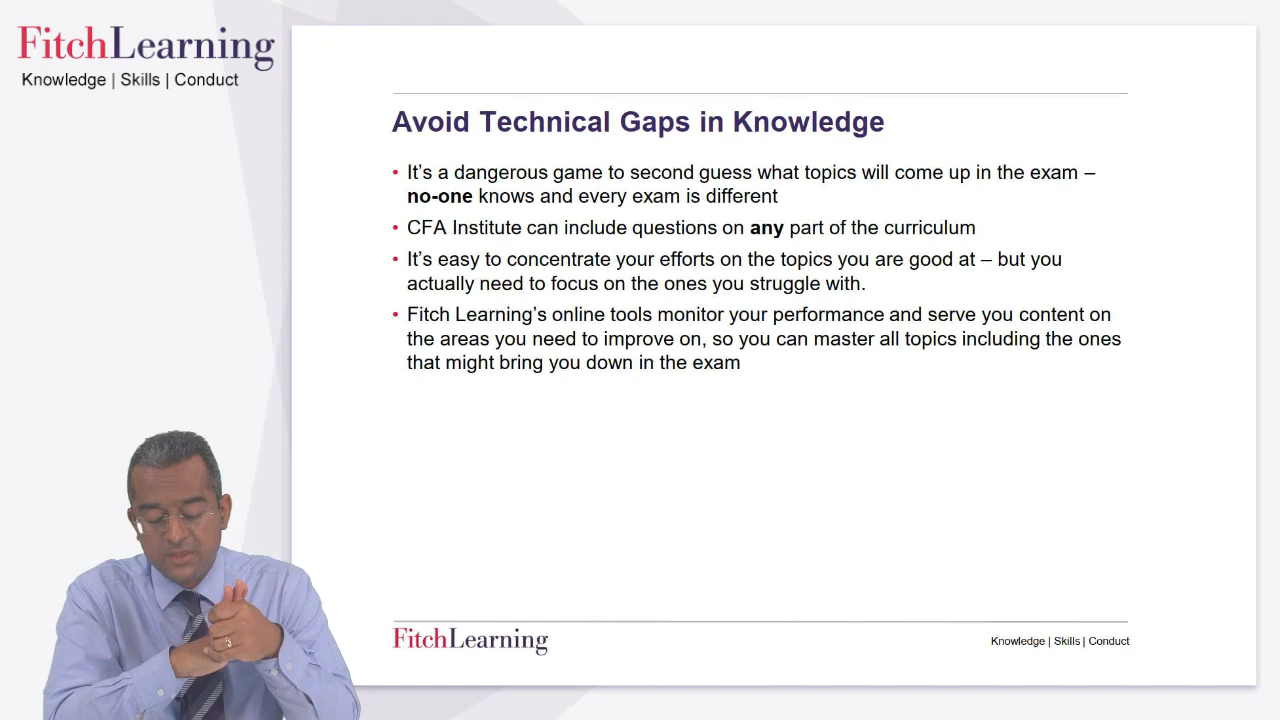 FitchLearning
Knowledge | Skills | Conduct
Avoid Technical Gaps in Knowledge
• It’s a dangerous game to second guess what topics will come up in the exam –
no-one knows and every exam is different
• CFA Institute can include questions on any part of the curriculum
• It’s easy to concentrate your efforts on the topics you are good at – but you
actually need to focus on the ones you struggle with.
• Fitch Learning’s online tools monitor your performance and serve you content on
the areas you need to improve on, so you can master all topics including the ones
that might bring you down in the exam
FitchLearning
Knowledge | Skills | Conduct